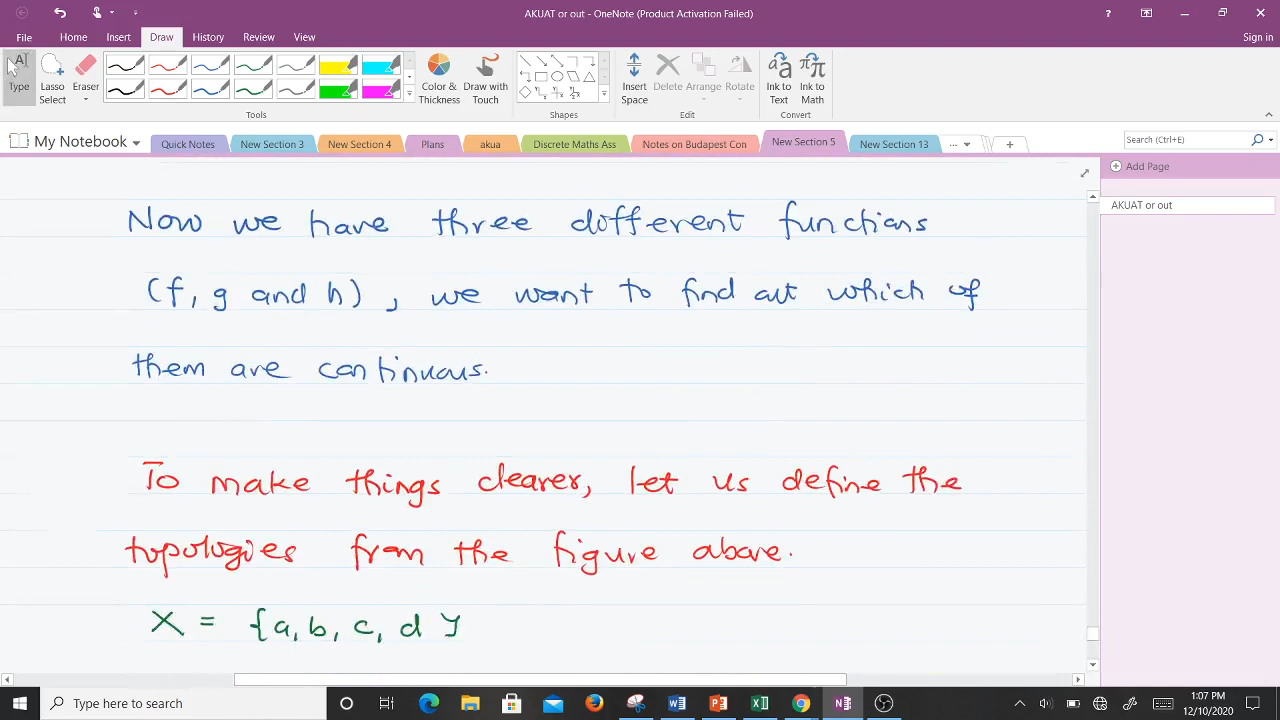 AKUAT or out - OneNote (Product Activation Failed)
Sign in
File Home Insert Draw History Review View
Type
Lasso Select
Eraser
Color & Thickness
Draw with Touch
Insert Space
Delete
Arrange
Rotate
Ink to Text
Ink to Math
Tools
Shapes
Edit
Convert
My Notebook
Quick Notes
New Section 3
New Section 4
Plans
akua
Discrete Maths Ass
Notes on Budapest Con
New Section 5
New Section 13
...
Search (Ctrl+E)
Add Page
AKUAT or out
Now we have three different functions
(f, g and h), we want to find out which of
them are continuous.
To make things clearer, let us define the
topologies from the figure above.
X = {a, b, c, d}
Type here to search
1:07 PM
12/10/2020